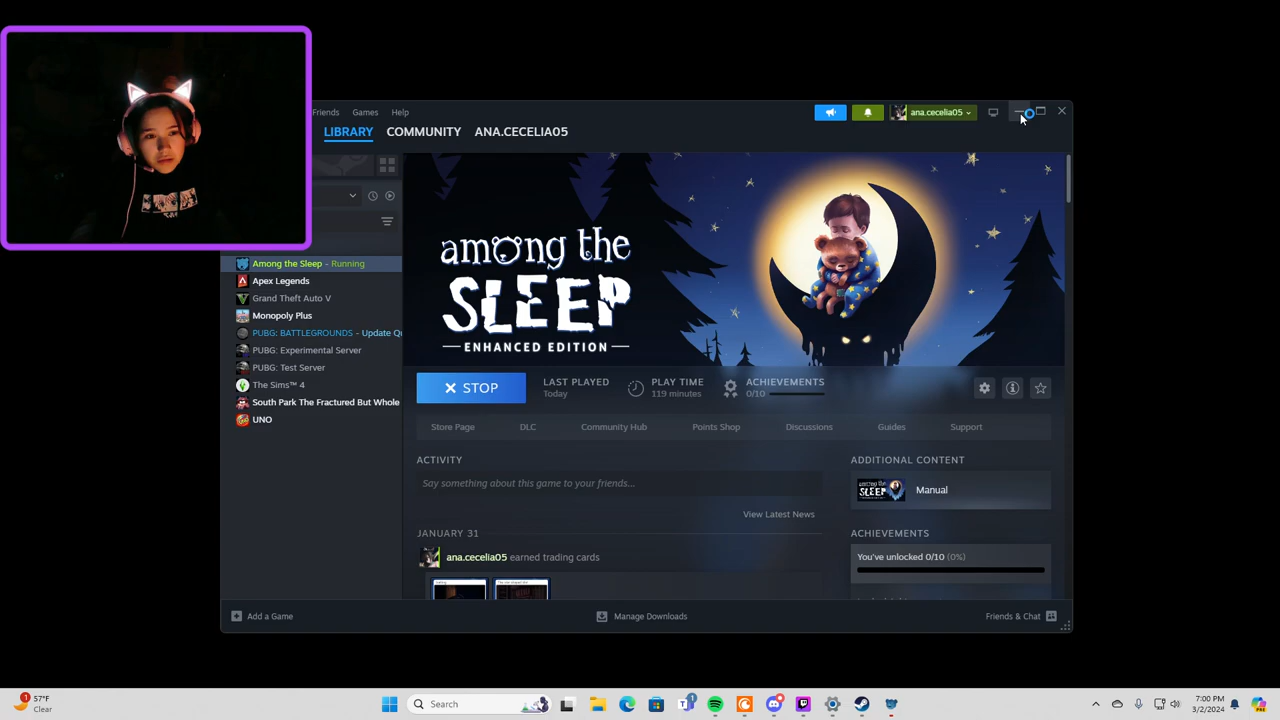 Friends Games Help
ana.cecelia05
LIBRARY COMMUNITY ANA.CECELIA05
among the
SLEEP
ENHANCED EDITION
Among the Sleep - Running
Apex Legends
Grand Theft Auto V
Monopoly Plus
PUBG: BATTLEGROUNDS - Update Qu
PUBG: Experimental Server
PUBG: Test Server
The Sims™ 4
South Park The Fractured But Whole
UNO
STOP
LAST PLAYED
Today
PLAY TIME
119 minutes
ACHIEVEMENTS
0/10
Store Page DLC Community Hub Points Shop Discussions Guides Support
ACTIVITY
Say something about this game to your friends...
View Latest News
JANUARY 31
ana.cecelia05 earned trading cards
ADDITIONAL CONTENT
among the
SLEEP
Manual
ACHIEVEMENTS
You've unlocked 0/10 (0%)
Add a Game
Manage Downloads
Friends & Chat
1
57°F
Clear
Search
1
7:00 PM
3/2/2024